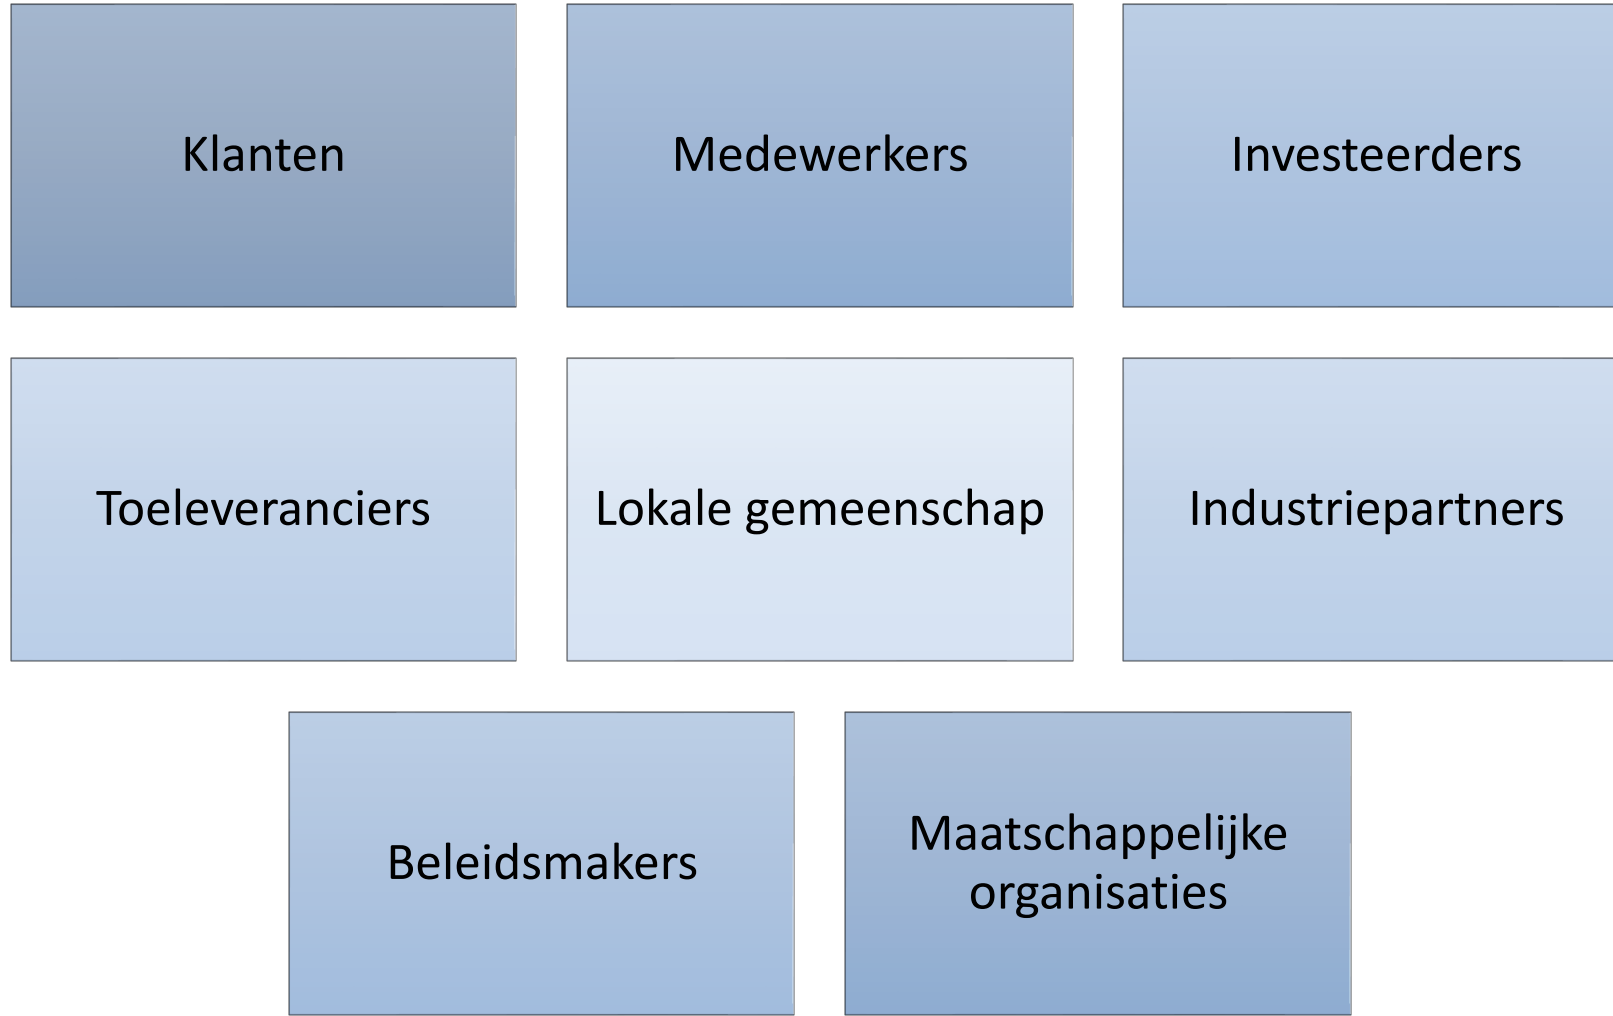 Klanten
Medewerkers
Investeerders
Toeleveranciers
Lokale gemeenschap
Industriepartners
Beleidsmakers
Maatschappelijke
organisaties